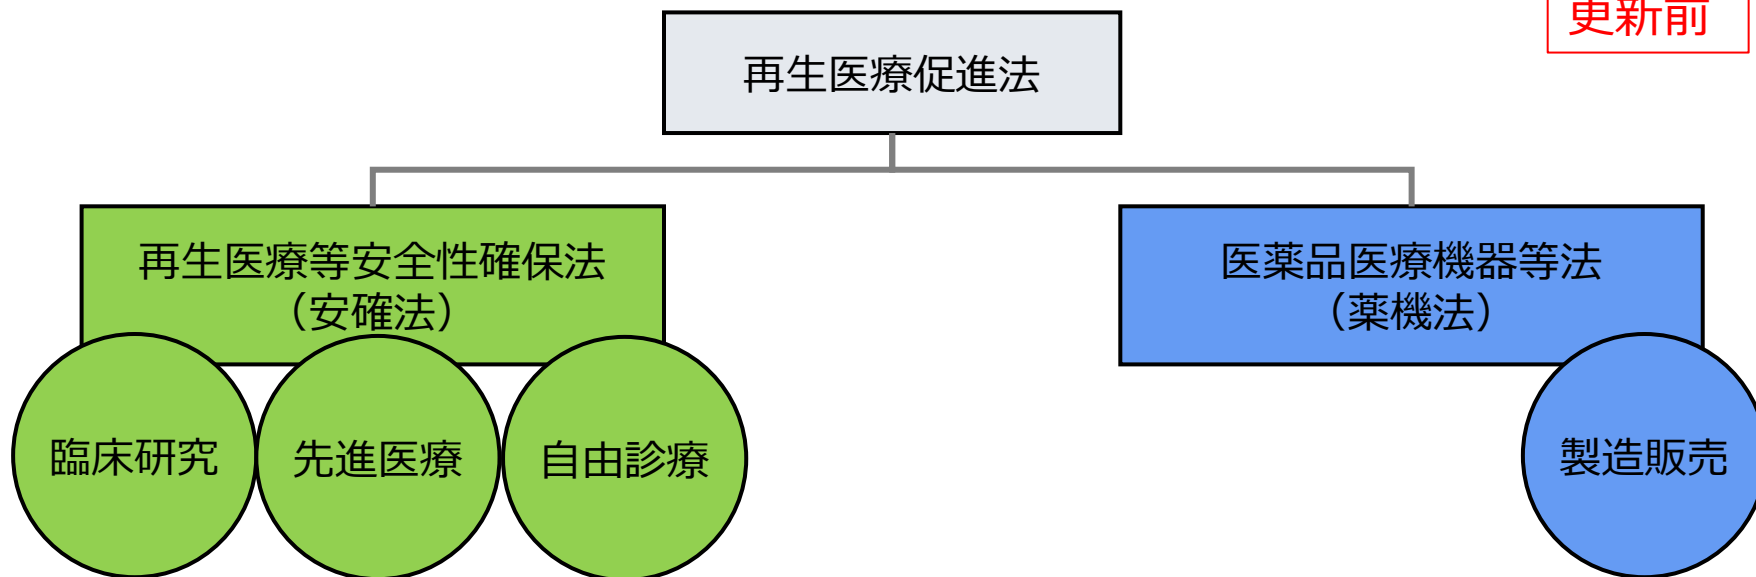 更新前
再生医療促進法
再生医療等安全性確保法
（安確法）
医薬品医療機器等法
（薬機法）
臨床研究
先進医療
自由診療
製造販売